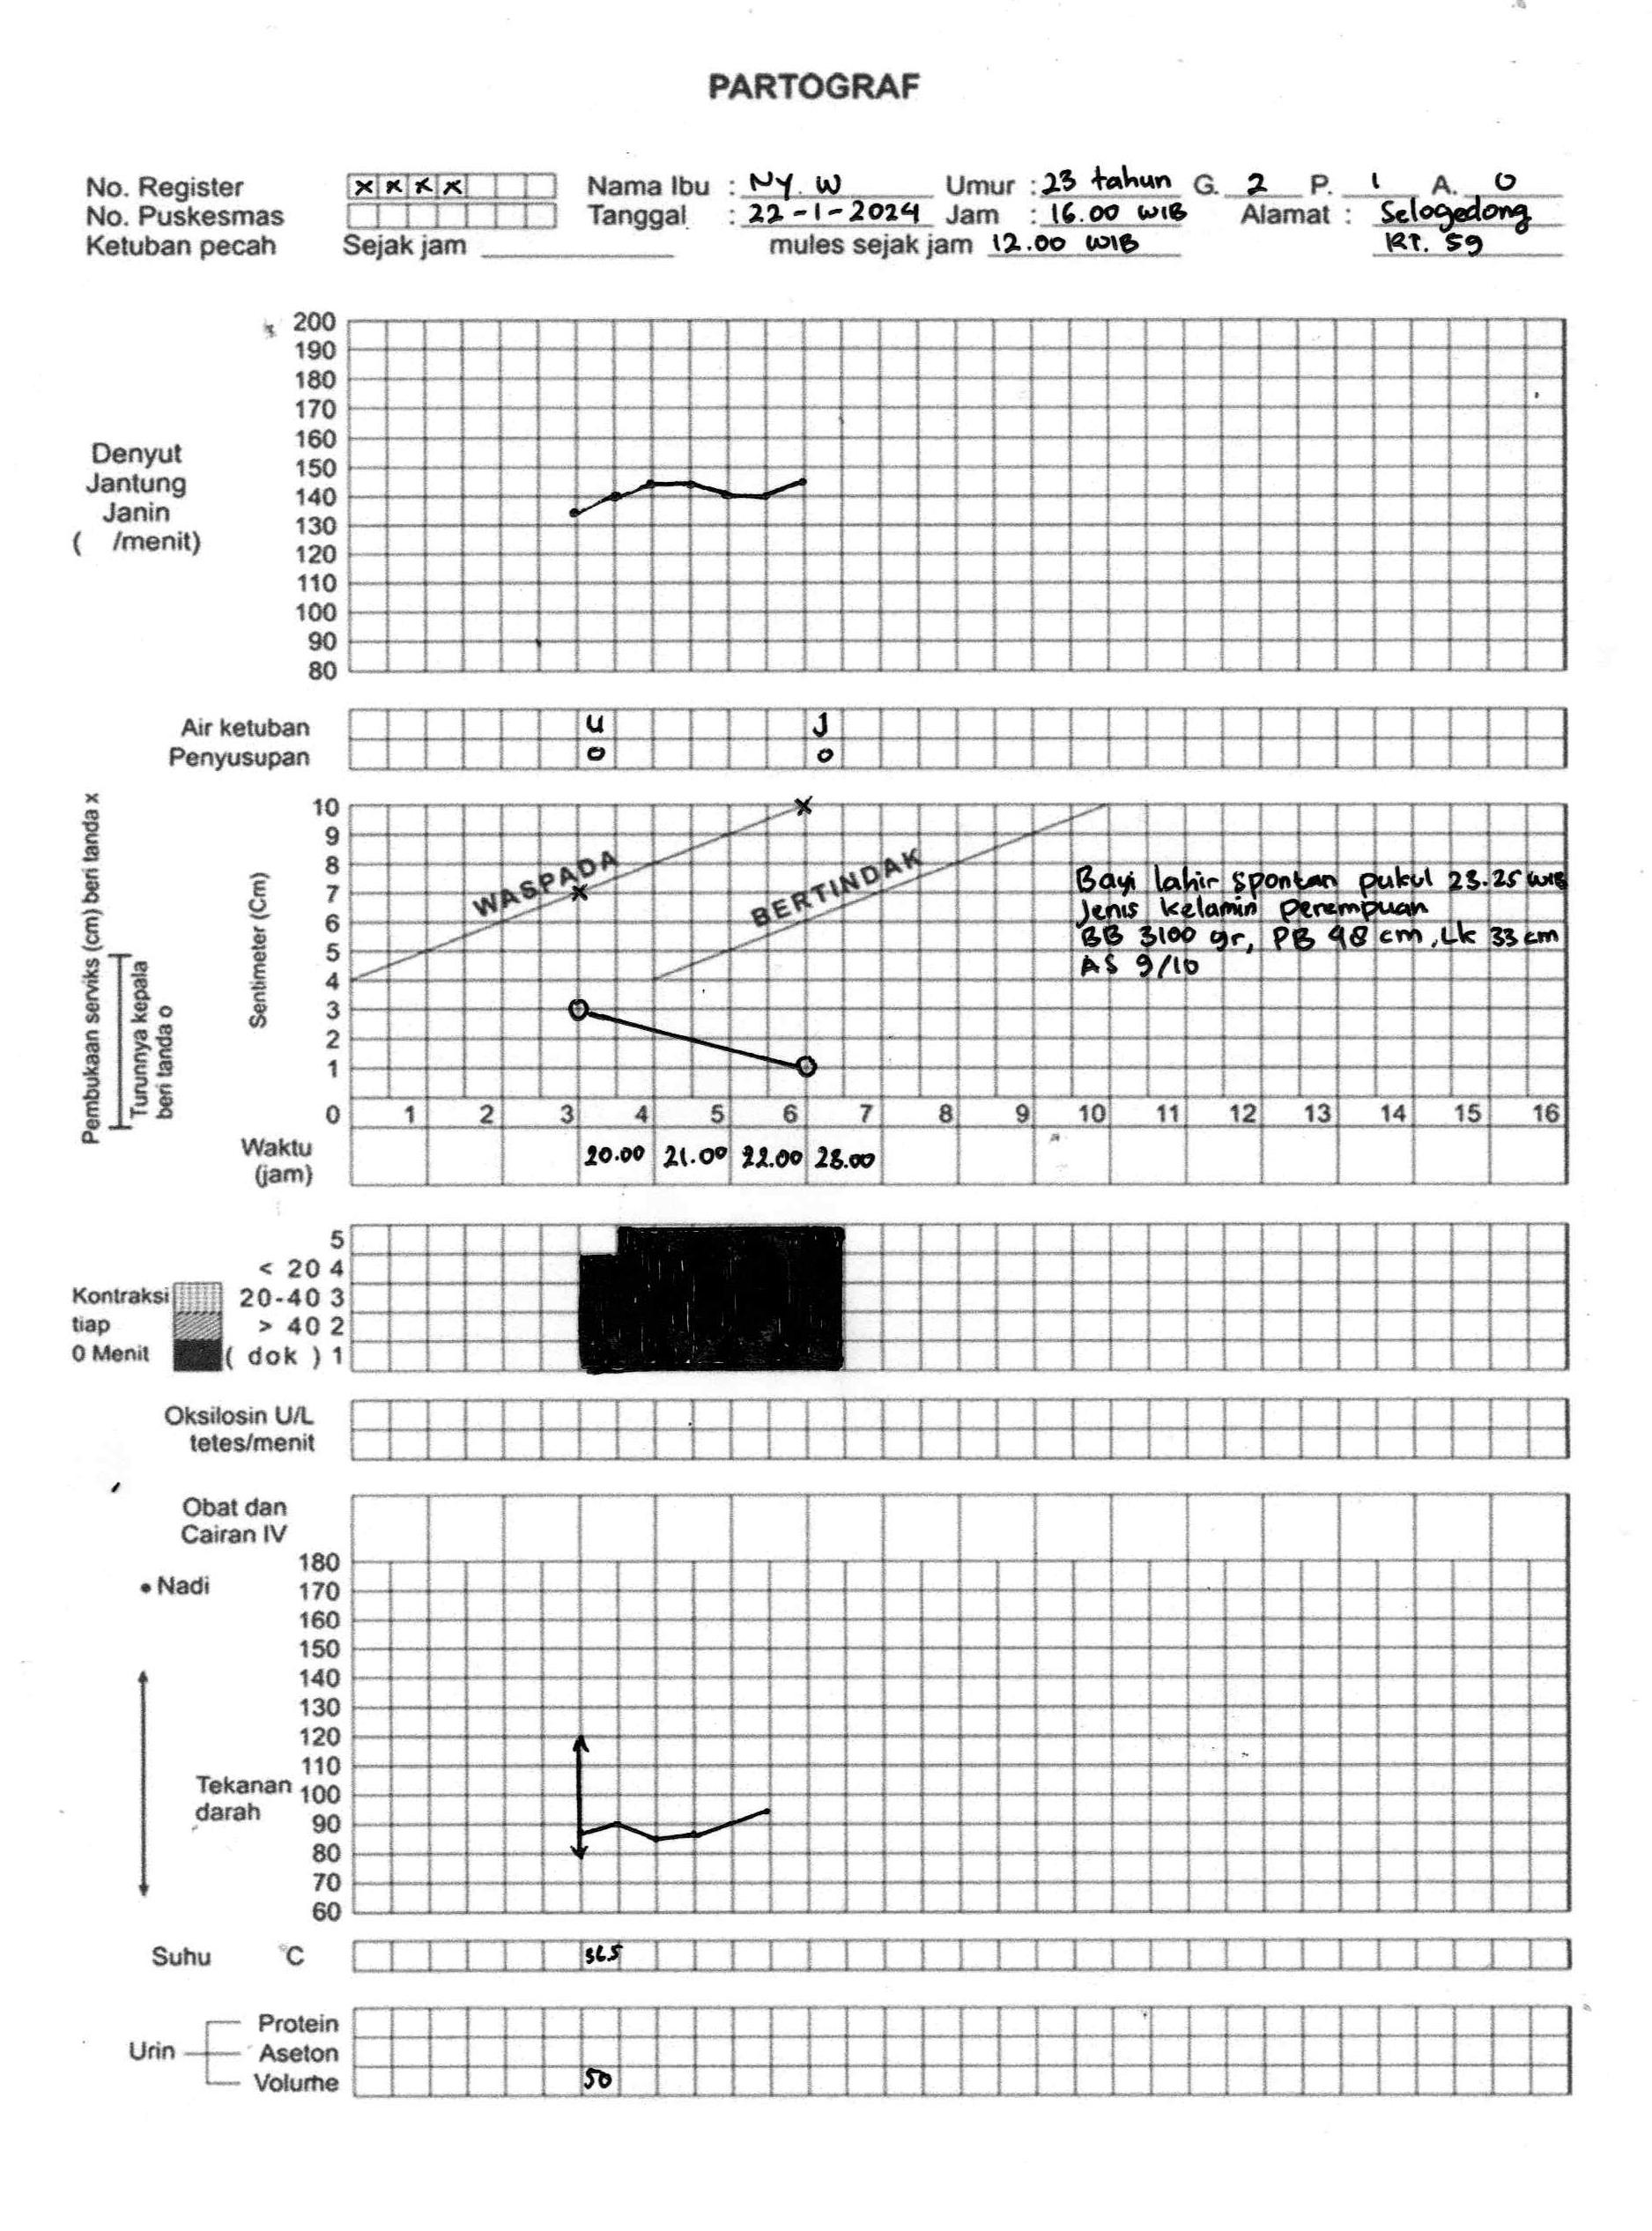 PARTOGRAF
No. Register x x x x Nama Ibu : Ny. W Umur : 23 tahun G. 2 P. 1 A. 0
No. Puskesmas Tanggal : 22-1-2024 Jam : 16.00 WIB Alamat : Selogedong
Ketuban pecah Sejak jam mules sejak jam 12.00 WIB RT. 59
200
190
180
170
160
150
140
130
120
110
100
90
80
Denyut
Jantung
Janin
( /menit)
Air ketuban U J
Penyusupan 0 0
Pembukaan serviks (cm) beri tanda x
Turunnya kepala
beri tanda o
Sentimeter (Cm)
10
9
8
7
6
5
4
3
2
1
0
WASPADA
BERTINDAK
Bayi lahir spontan pukul 23.25 WIB
Jenis kelamin perempuan
BB 3100 gr, PB 48 cm, Lk 33 cm
AS 9/10
1 2 3 4 5 6 7 8 9 10 11 12 13 14 15 16
Waktu
(jam)
20.00 21.00 22.00 23.00
5
< 20 4
Kontraksi 20-40 3
tiap > 40 2
0 Menit ( dok ) 1
Oksilosin U/L
tetes/menit
Obat dan
Cairan IV
• Nadi
Tekanan
darah
180
170
160
150
140
130
120
110
100
90
80
70
60
Suhu °C 36.5
Urin
Protein
Aseton
Volume 50